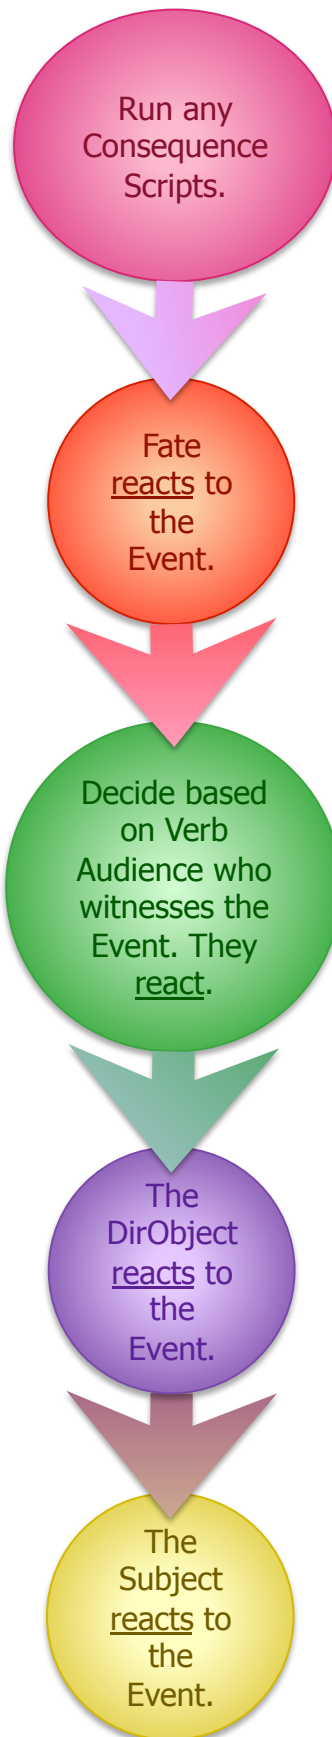 Run any
Consequence
Scripts.
Fate
reacts to
the
Event.
Decide based
on Verb
Audience who
witnesses the
Event. They
react.
The
DirObject
reacts to
the
Event.
The
Subject
reacts to
the
Event.